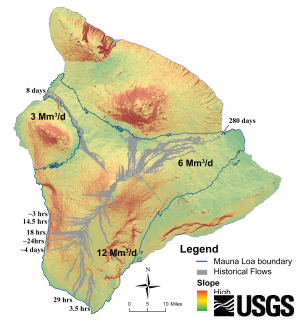 8 days
3 Mm³/d
280 days
6 Mm³/d
~3 hrs
14.5 hrs
18 hrs
~24hrs
~4 days
12 Mm³/d
29 hrs
3.5 hrs
N
0 5 10 Miles
Legend
Mauna Loa boundary
Historical Flows
Slope
High
USGS